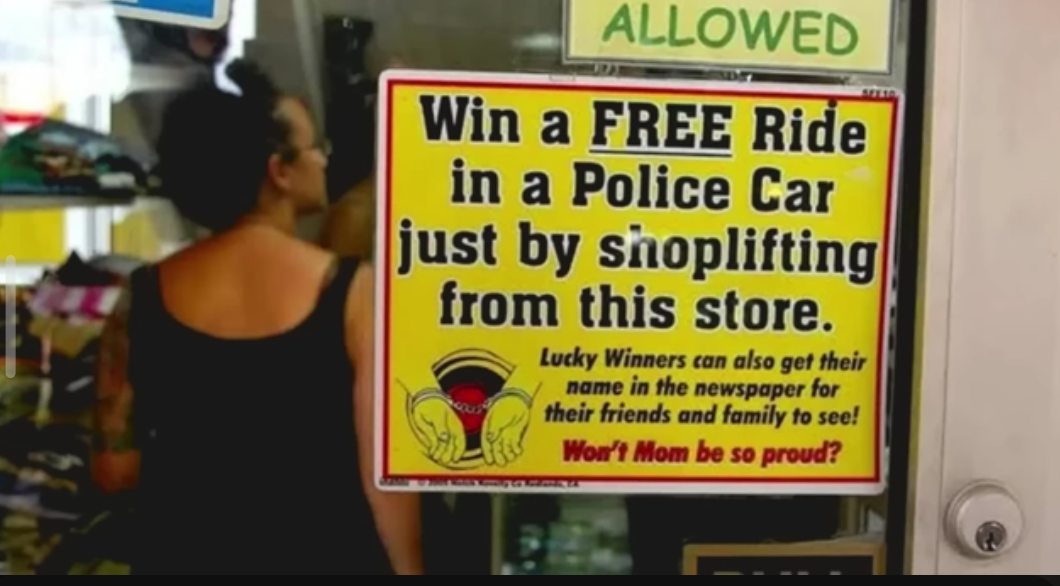 ALLOWED
Win a FREE Ride
in a Police Car
just by shoplifting
from this store.
Lucky Winners can also get their
name in the newspaper for
their friends and family to see!
Won't Mom be so proud?